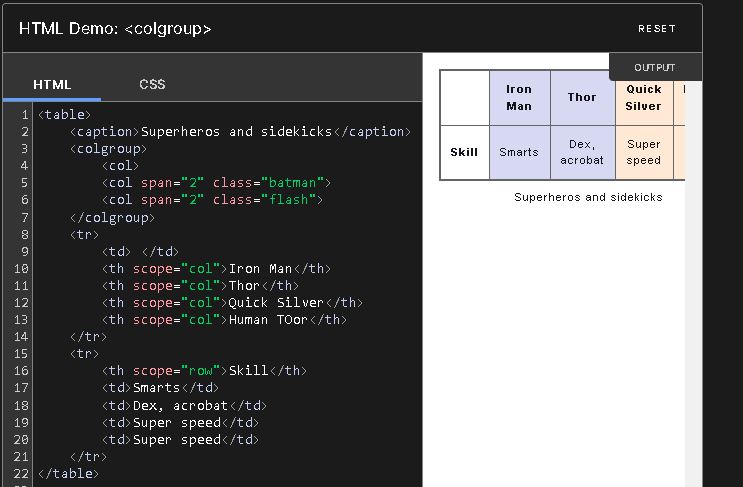 HTML Demo: <colgroup>
RESET
HTML
CSS
1 <table>
2 <caption>Superheros and sidekicks</caption>
3 <colgroup>
4 <col>
5 <col span="2" class="batman">
6 <col span="2" class="flash">
7 </colgroup>
8 <tr>
9 <td> </td>
10 <th scope="col">Iron Man</th>
11 <th scope="col">Thor</th>
12 <th scope="col">Quick Silver</th>
13 <th scope="col">Human TOor</th>
14 </tr>
15 <tr>
16 <th scope="row">Skill</th>
17 <td>Smarts</td>
18 <td>Dex, acrobat</td>
19 <td>Super speed</td>
20 <td>Super speed</td>
21 </tr>
22 </table>
OUTPUT
Iron
Man
Thor
Quick
Silver
Skill
Smarts
Dex,
acrobat
Super
speed
Superheros and sidekicks